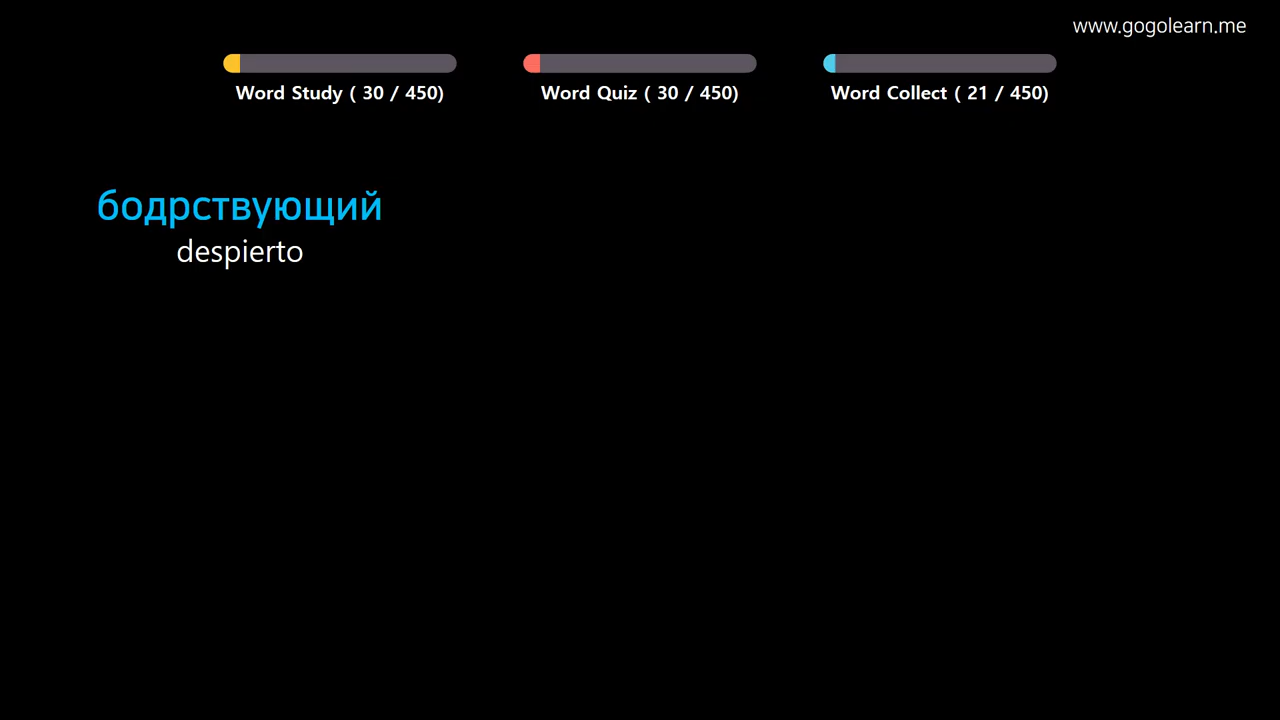 www.gogolearn.me
Word Study ( 30 / 450)
Word Quiz ( 30 / 450)
Word Collect ( 21 / 450)
бодрствующий
despierto